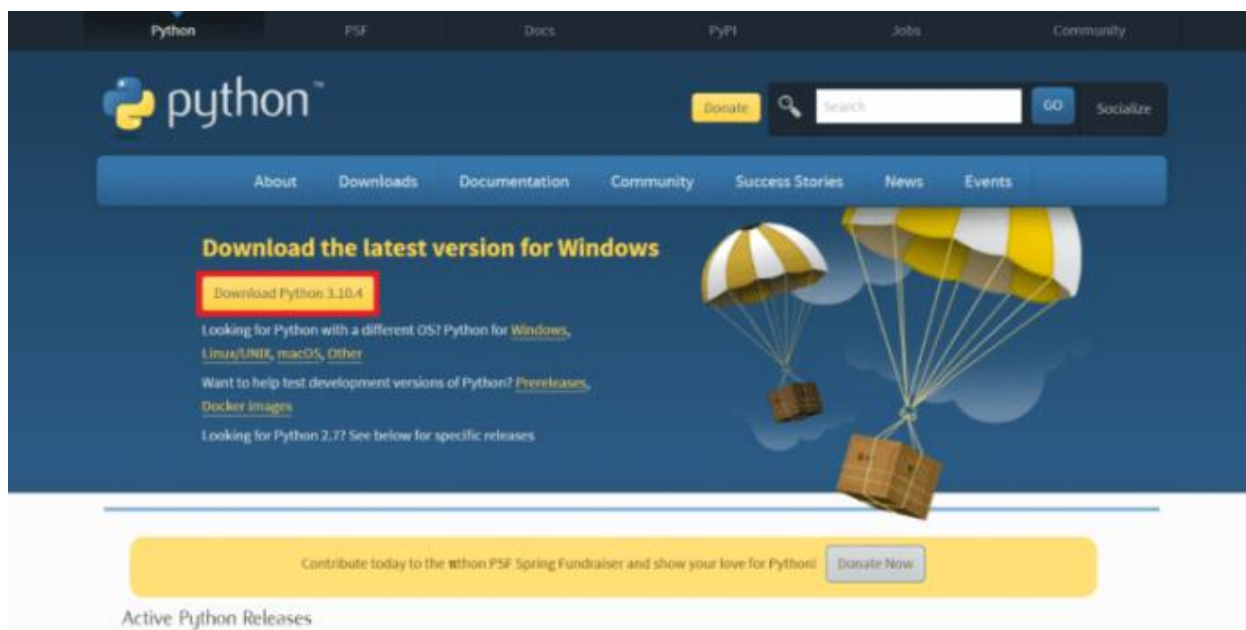 Python PSF Docs PyPI Jobs Community
python™
Donate Search GO Socialize
About Downloads Documentation Community Success Stories News Events
Download the latest version for Windows
Download Python 3.10.4
Looking for Python with a different OS? Python for Windows,
Linux/UNIX, macOS, Other
Want to help test development versions of Python? Prereleases,
Docker images
Looking for Python 2.7? See below for specific releases
Contribute today to the πthon PSF Spring Fundraiser and show your love for Python! Donate Now
Active Python Releases